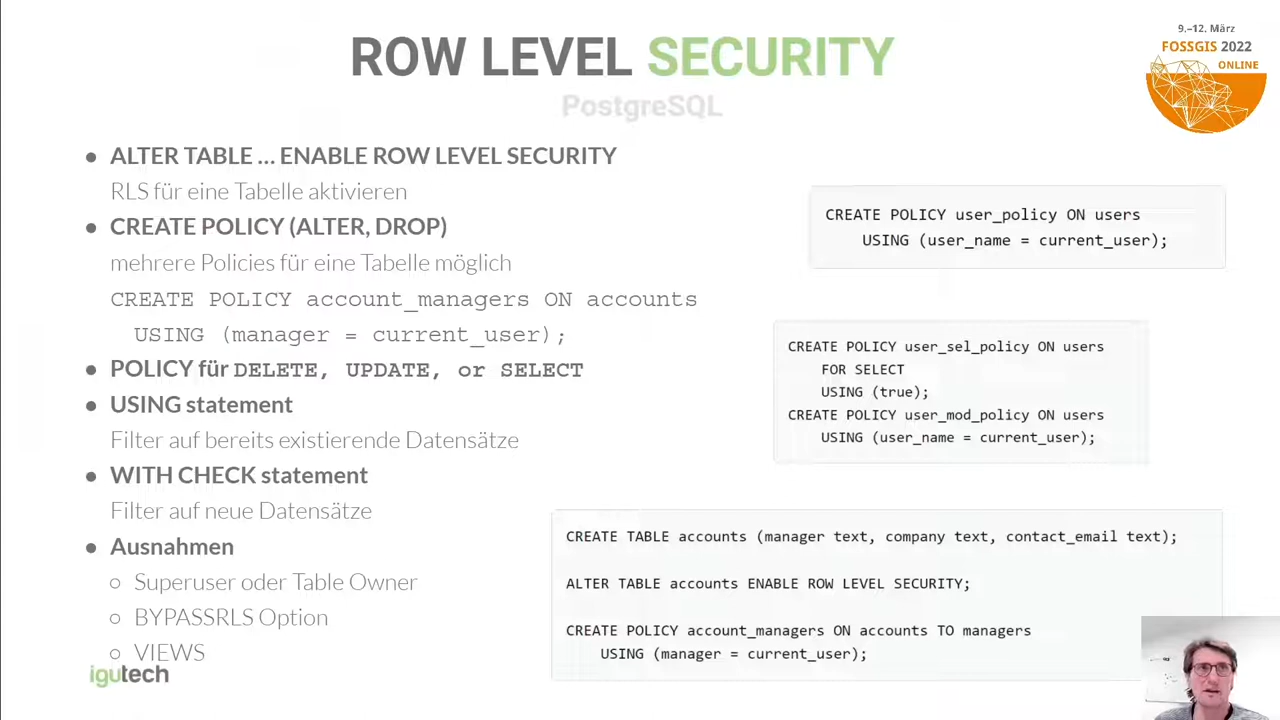 ROW LEVEL SECURITY
PostgreSQL
9.–12. März
FOSSGIS 2022
ONLINE
● ALTER TABLE … ENABLE ROW LEVEL SECURITY
RLS für eine Tabelle aktivieren
● CREATE POLICY (ALTER, DROP)
mehrere Policies für eine Tabelle möglich
CREATE POLICY account_managers ON accounts
USING (manager = current_user);
● POLICY für DELETE, UPDATE, or SELECT
● USING statement
Filter auf bereits existierende Datensätze
● WITH CHECK statement
Filter auf neue Datensätze
● Ausnahmen
○ Superuser oder Table Owner
○ BYPASSRLS Option
○ VIEWS
igutech
CREATE POLICY user_policy ON users
USING (user_name = current_user);
CREATE POLICY user_sel_policy ON users
FOR SELECT
USING (true);
CREATE POLICY user_mod_policy ON users
USING (user_name = current_user);
CREATE TABLE accounts (manager text, company text, contact_email text);
ALTER TABLE accounts ENABLE ROW LEVEL SECURITY;
CREATE POLICY account_managers ON accounts TO managers
USING (manager = current_user);